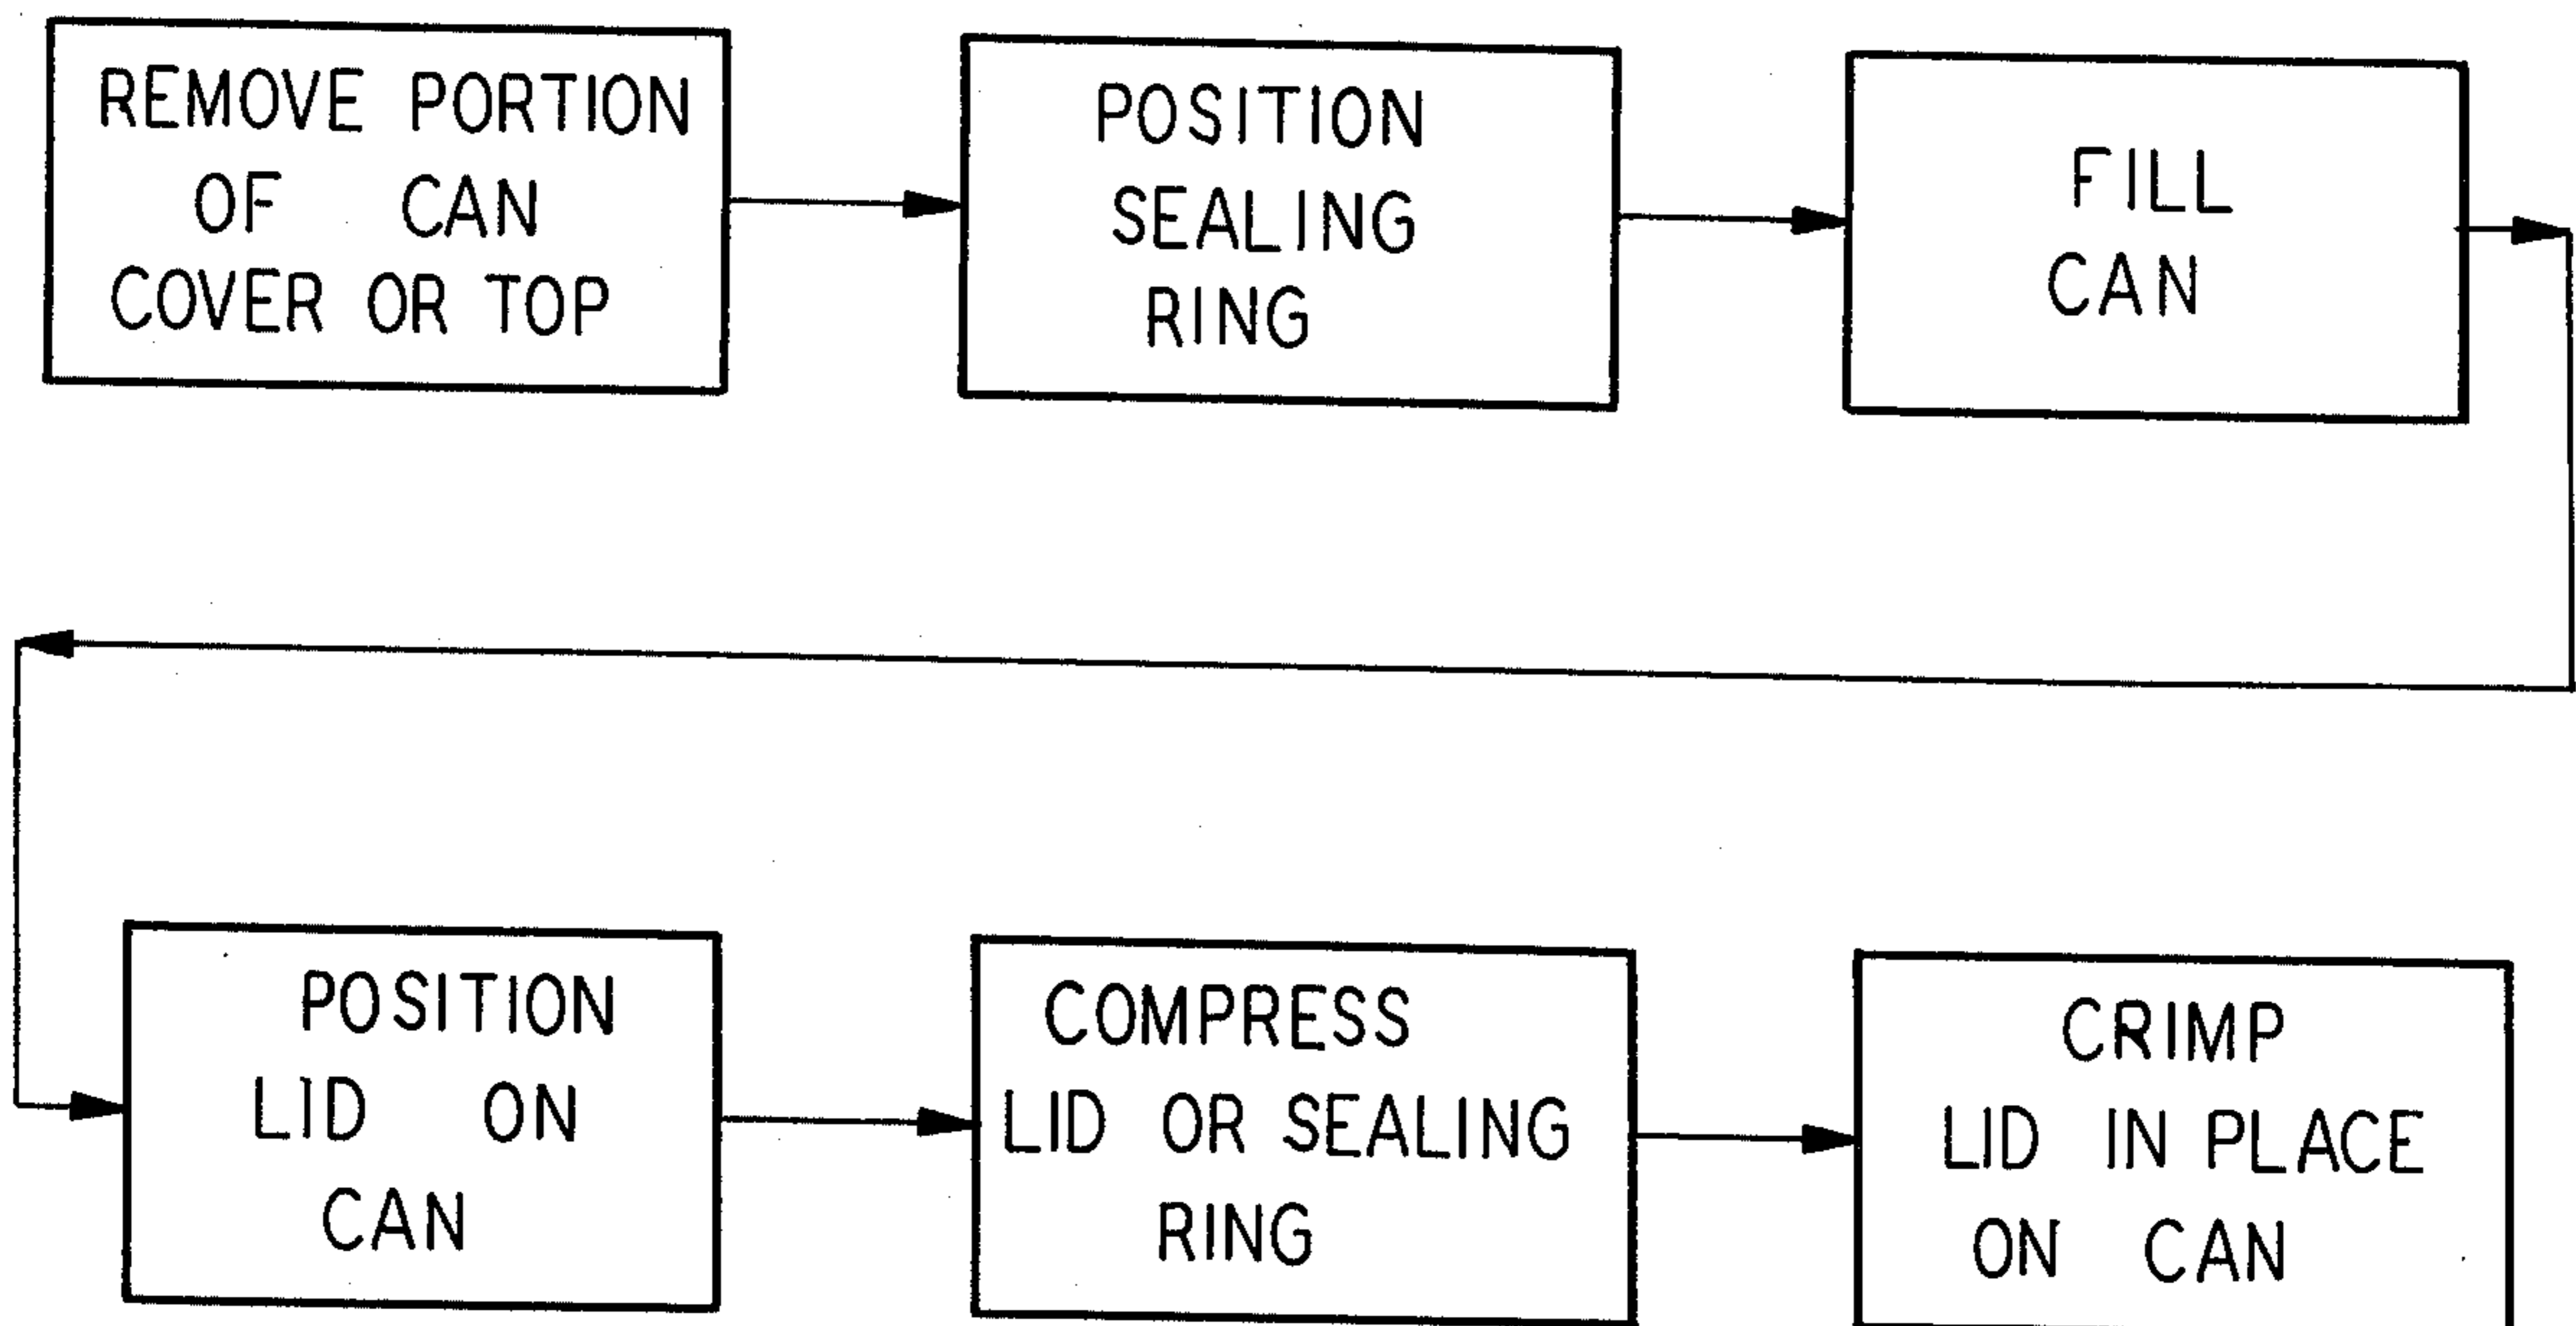 REMOVE PORTION
OF CAN
COVER OR TOP
POSITION
SEALING
RING
FILL
CAN
POSITION
LID ON
CAN
COMPRESS
LID OR SEALING
RING
CRIMP
LID IN PLACE
ON CAN